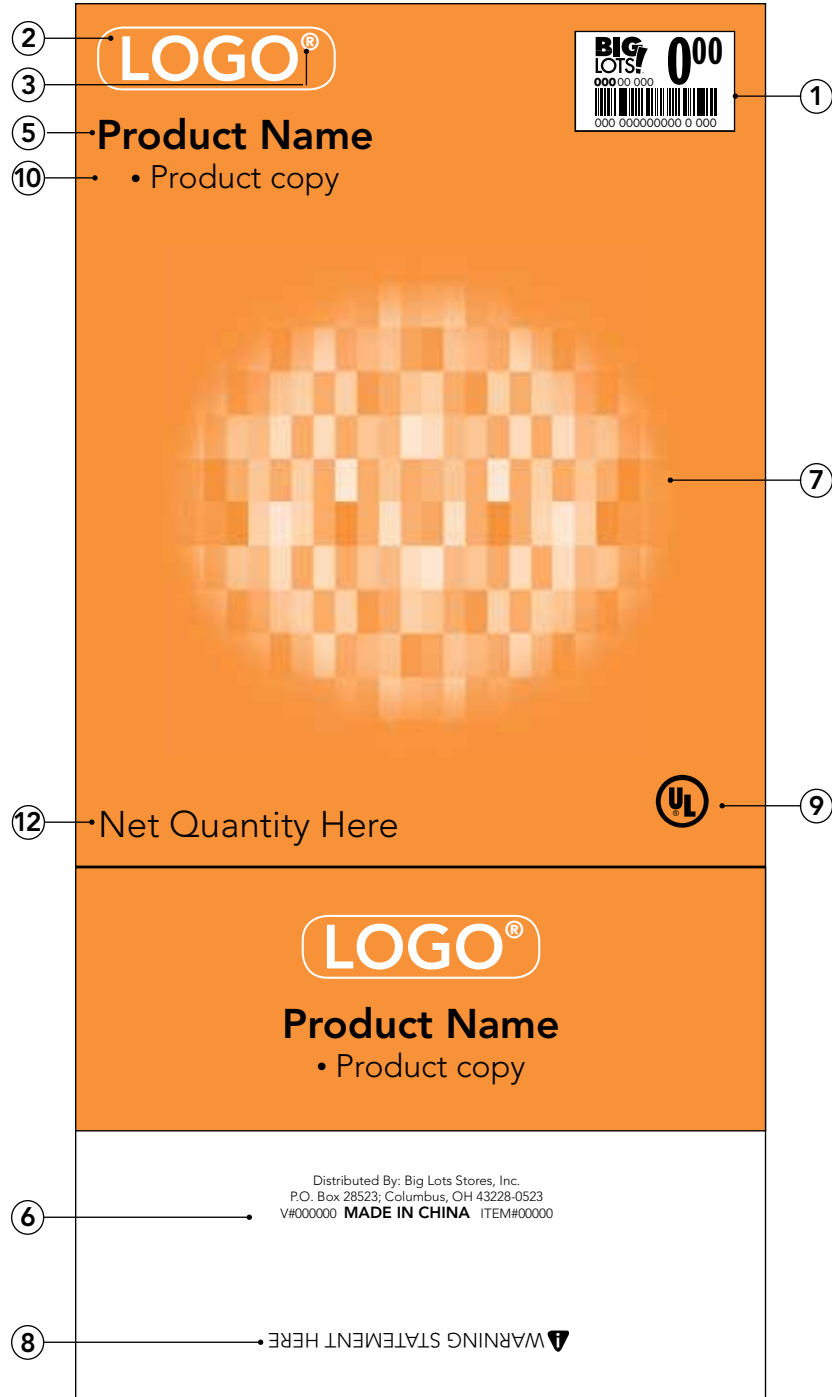 2
LOGO®
3
BIG
LOTS!
000
00 000
000 000000000 0 000
1
5
Product Name
10
• Product copy
7
UL®
9
12
Net Quantity Here
LOGO®
Product Name
• Product copy
Distributed By: Big Lots Stores, Inc.
P.O. Box 28523; Columbus, OH 43228-0523
V#000000 MADE IN CHINA ITEM#00000
6
8
WARNING STATEMENT HERE